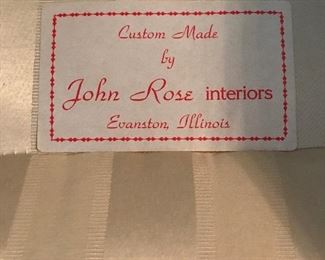 Custom Made
by
John Rose interiors
Evanston, Illinois